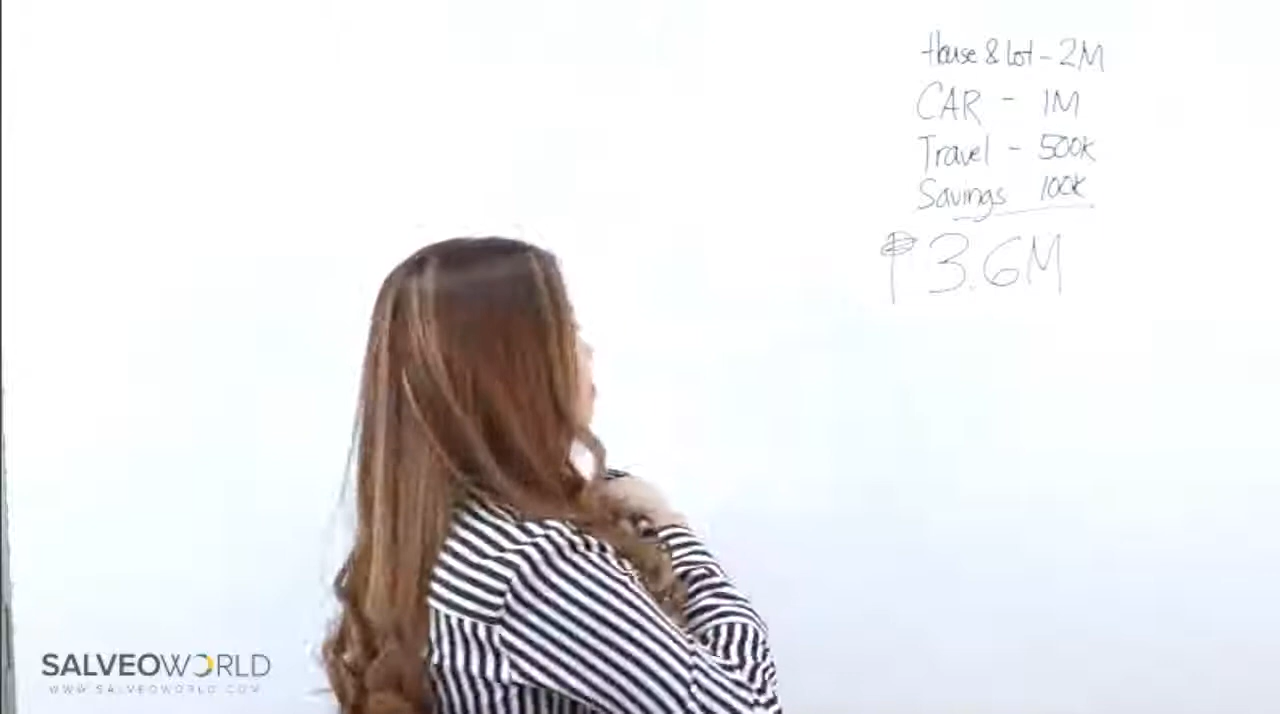 House & Lot - 2M
CAR - 1M
Travel - 500K
Savings 100K
₱3.6M
SALVEOWORLD
WWW.SALVEOWORLD.COM